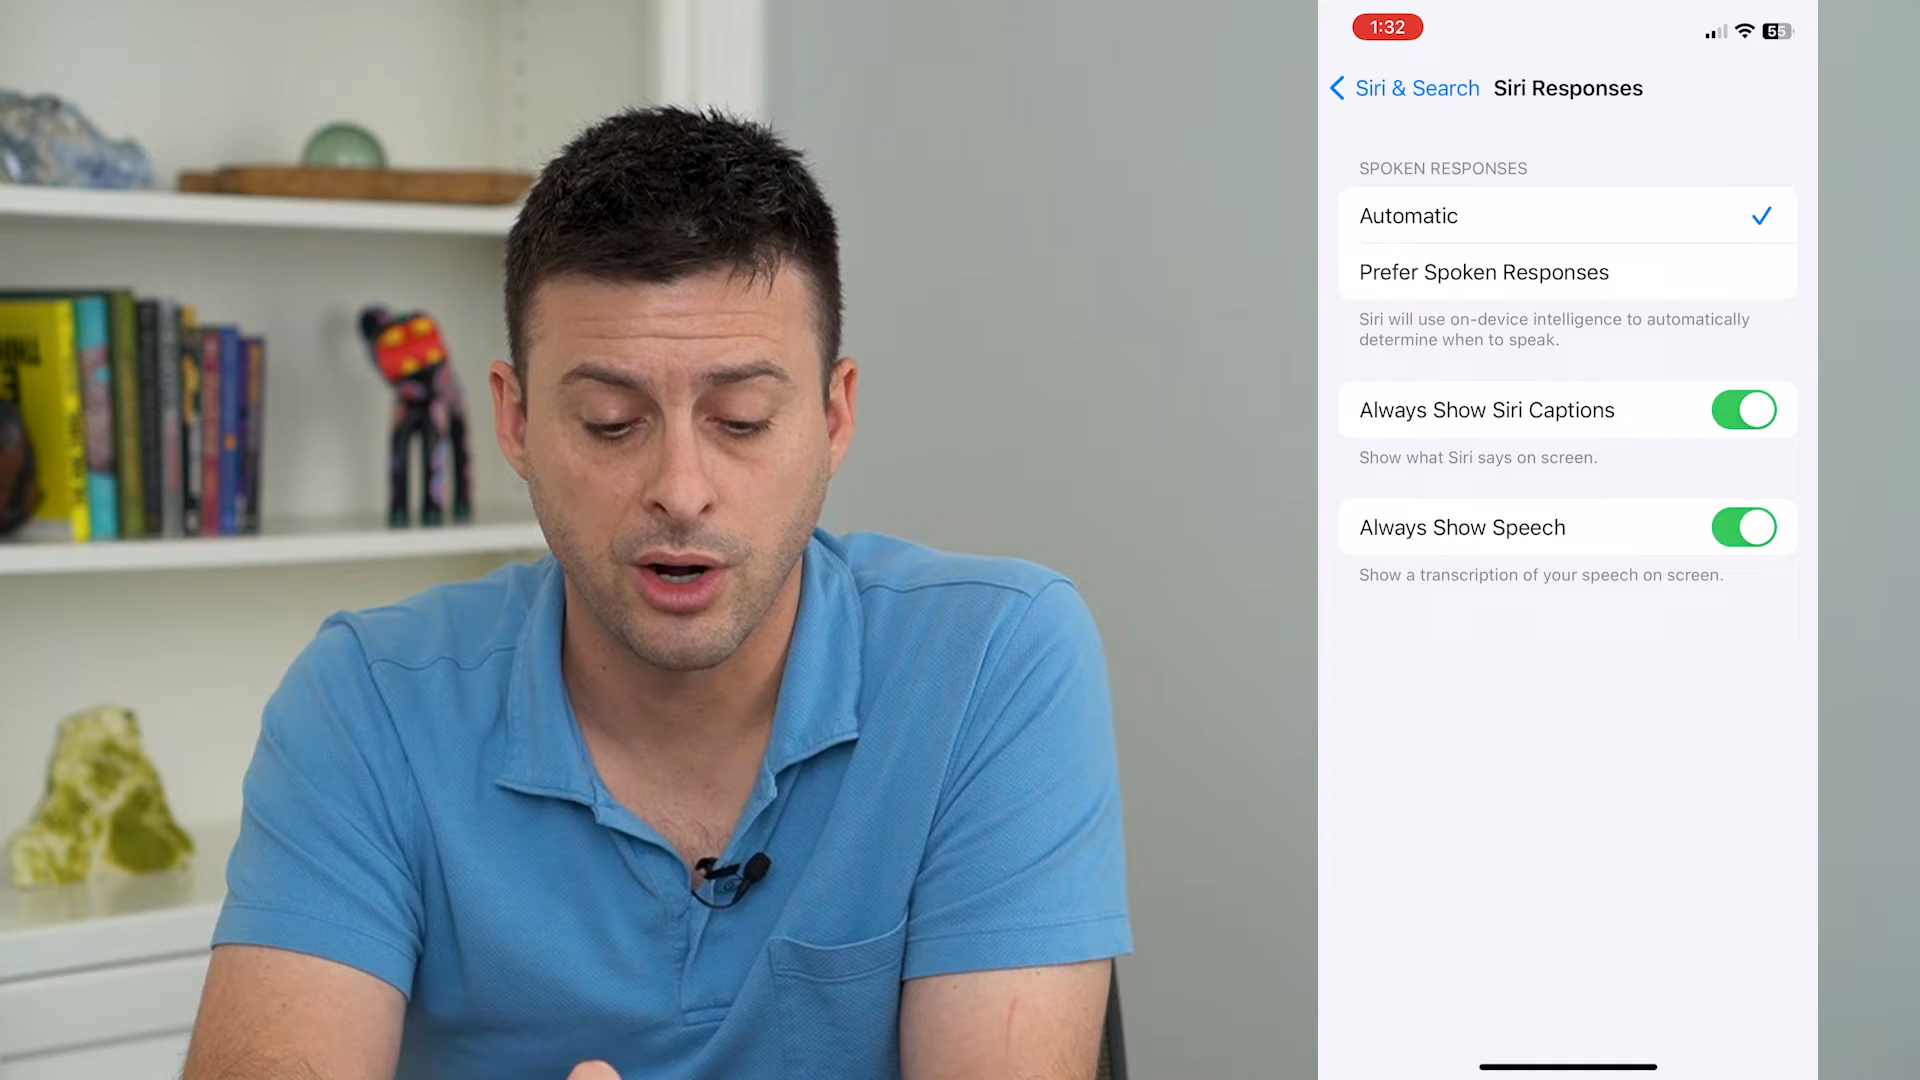 1:32
55
Siri & Search Siri Responses
SPOKEN RESPONSES
Automatic
Prefer Spoken Responses
Siri will use on-device intelligence to automatically
determine when to speak.
Always Show Siri Captions
Show what Siri says on screen.
Always Show Speech
Show a transcription of your speech on screen.